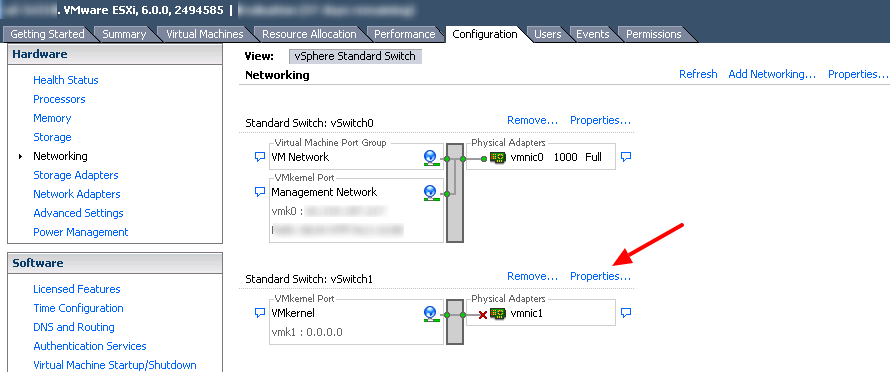 . VMware ESXi, 6.0.0, 2494585 |
Getting Started Summary Virtual Machines Resource Allocation Performance Configuration Users Events Permissions
Hardware
Health Status
Processors
Memory
Storage
Networking
Storage Adapters
Network Adapters
Advanced Settings
Power Management
Software
Licensed Features
Time Configuration
DNS and Routing
Authentication Services
Virtual Machine Startup/Shutdown
View: vSphere Standard Switch
Networking
Refresh Add Networking... Properties...
Standard Switch: vSwitch0 Remove... Properties...
Virtual Machine Port Group Physical Adapters
VM Network vmnic0 1000 Full
VMkernel Port
Management Network
vmk0 :
Standard Switch: vSwitch1 Remove... Properties...
VMkernel Port Physical Adapters
VMkernel vmnic1
vmk1 : 0.0.0.0